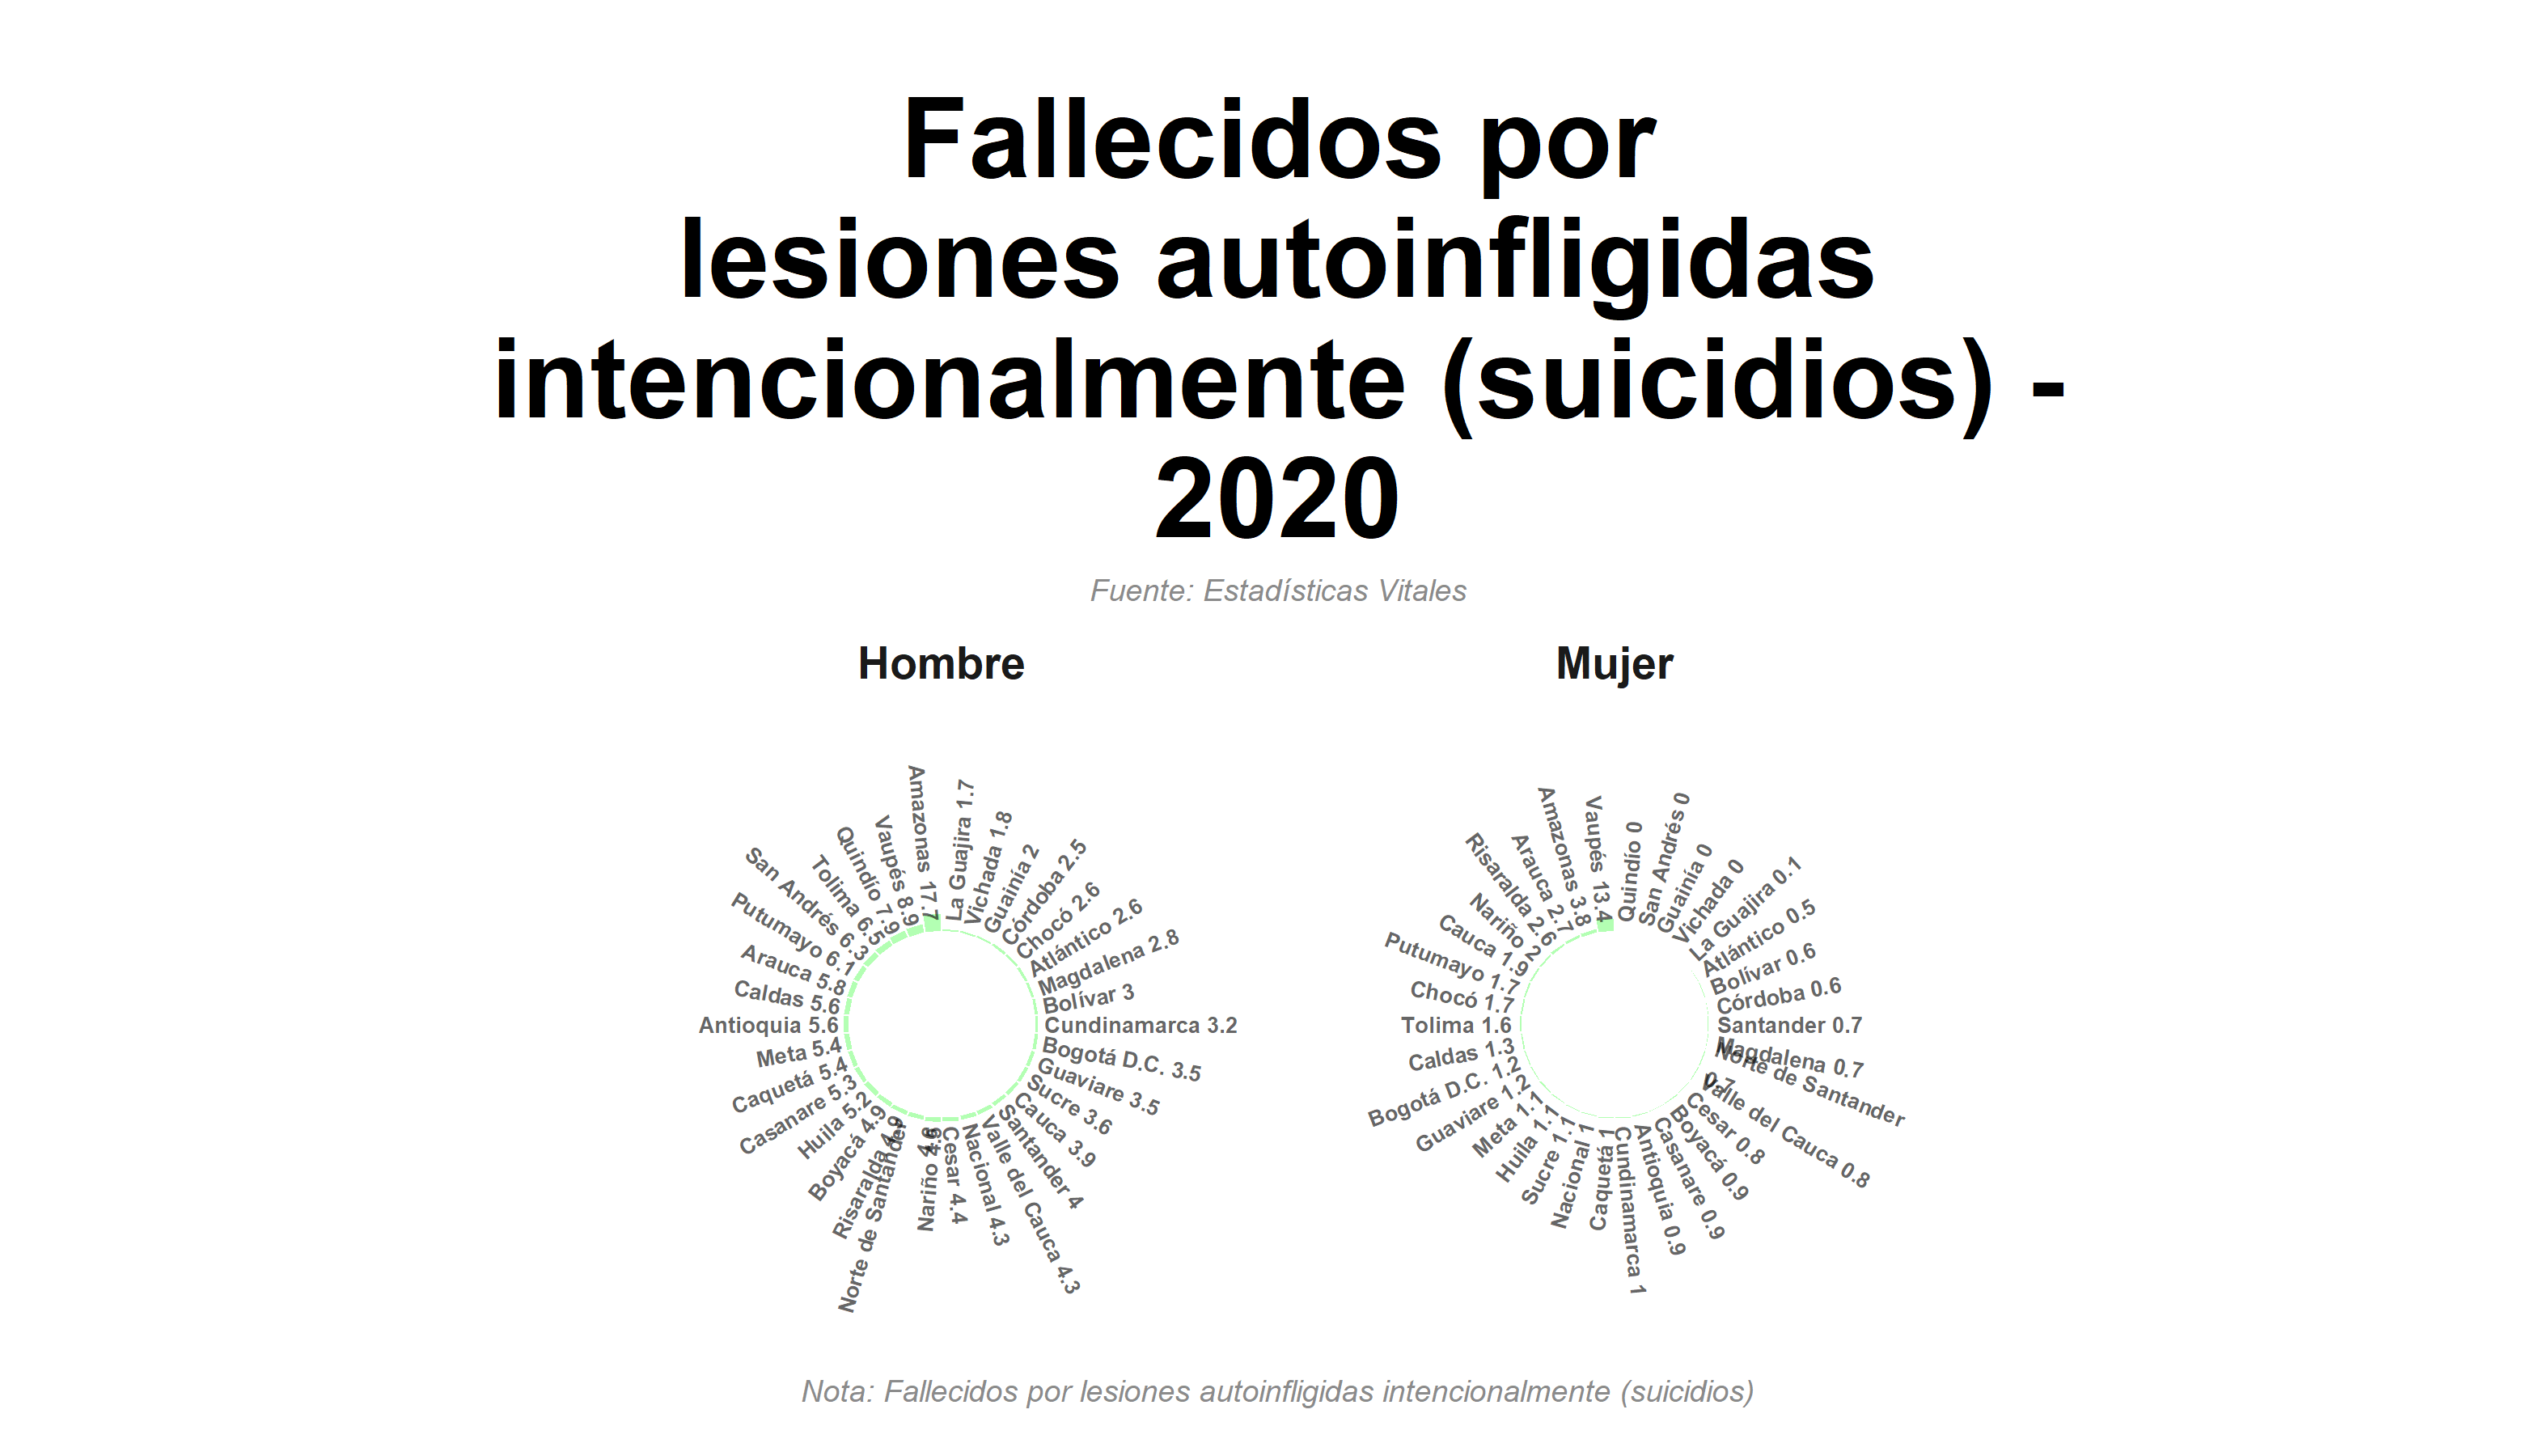 Fallecidos por
lesiones autoinfligidas
intencionalmente (suicidios) -
2020
Fuente: Estadísticas Vitales
Hombre
La Guajira 1.7
Vichada 1.8
Guainía 2
Córdoba 2.5
Chocó 2.6
Atlántico 2.6
Magdalena 2.8
Bolívar 3
Cundinamarca 3.2
Bogotá D.C. 3.5
Guaviare 3.5
Sucre 3.6
Cauca 3.9
Santander 4
Valle del Cauca 4.3
Nacional 4.3
Cesar 4.4
Nariño 4.6
Norte de Santander
Risaralda 4.9
Boyacá 4.9
Huila 5.2
Casanare 5.3
Caquetá 5.4
Meta 5.4
Antioquia 5.6
Caldas 5.6
Arauca 5.8
Putumayo 6.1
San Andrés 6.3
Tolima 6.5
Quindío 7.9
Vaupés 8.9
Amazonas 17.7
Mujer
Quindío 0
San Andrés 0
Guainía 0
Vichada 0
La Guajira 0.1
Atlántico 0.5
Bolívar 0.6
Córdoba 0.6
Santander 0.7
Magdalena 0.7
Norte de Santander
0.7
Valle del Cauca 0.8
Cesar 0.8
Boyacá 0.9
Casanare 0.9
Antioquia 0.9
Cundinamarca 1
Caquetá 1
Nacional 1
Sucre 1.1
Huila 1.1
Meta 1.1
Guaviare 1.2
Bogotá D.C. 1.2
Caldas 1.3
Tolima 1.6
Chocó 1.7
Putumayo 1.7
Cauca 1.9
Nariño 2
Risaralda 2.6
Arauca 2.7
Amazonas 3.8
Vaupés 13.4
Nota: Fallecidos por lesiones autoinfligidas intencionalmente (suicidios)